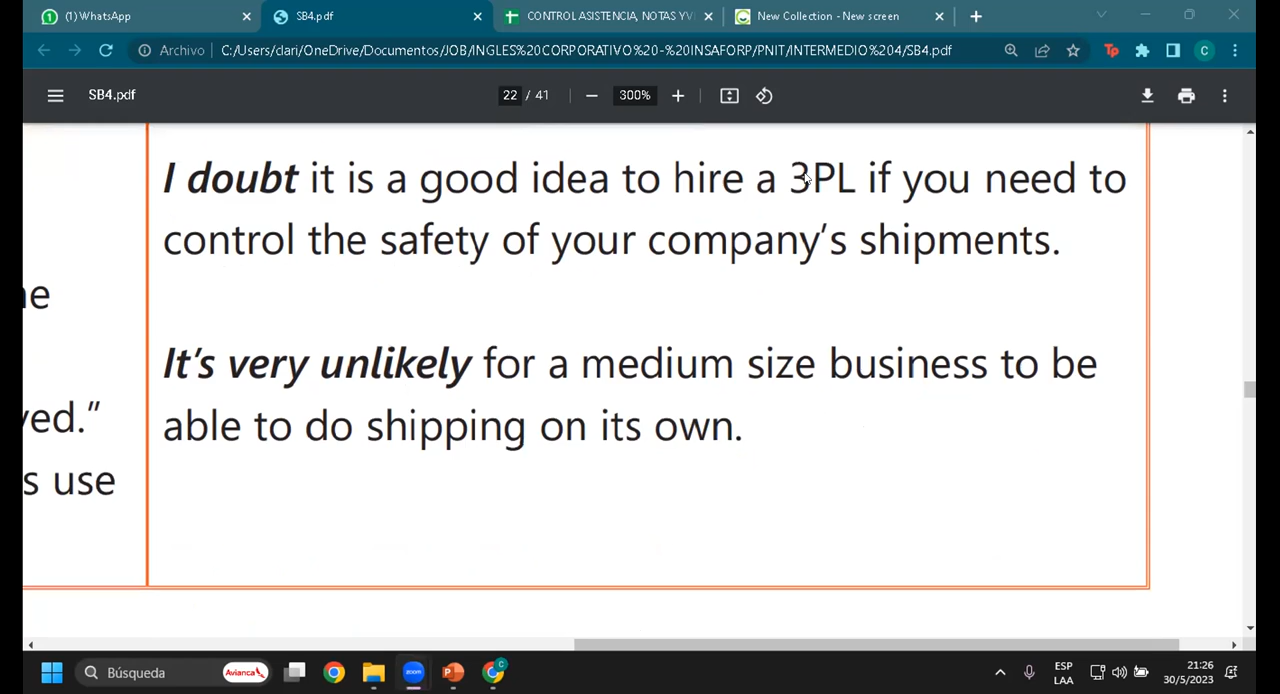 (1) WhatsApp
SB4.pdf
CONTROL ASISTENCIA, NOTAS YVI
New Collection - New screen
Archivo
C:/Users/clari/OneDrive/Documentos/JOB/INGLES%20CORPORATIVO%20-%20INSAFORP/PNIT/INTERMEDIO%204/SB4.pdf
SB4.pdf
22 / 41
300%
I doubt it is a good idea to hire a 3PL if you need to
control the safety of your company's shipments.
ne
It's very unlikely for a medium size business to be
able to do shipping on its own.
ved."
s use
Búsqueda
Avianca
zoom
ESP
LAA
21:26
30/5/2023